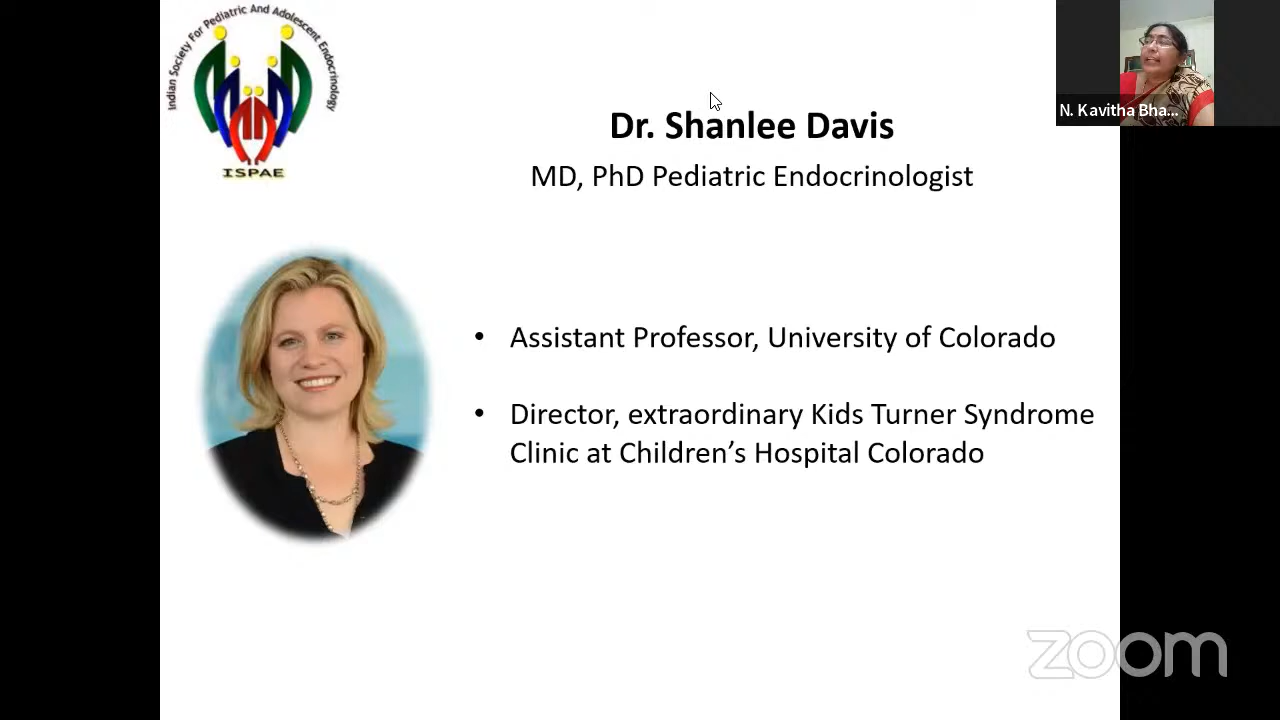 Indian Society For Pediatric And Adolescent Endocrinology
ISPAE
Dr. Shanlee Davis
MD, PhD Pediatric Endocrinologist
N. Kavitha Bha...
• Assistant Professor, University of Colorado
• Director, extraordinary Kids Turner Syndrome
Clinic at Children’s Hospital Colorado
zoom